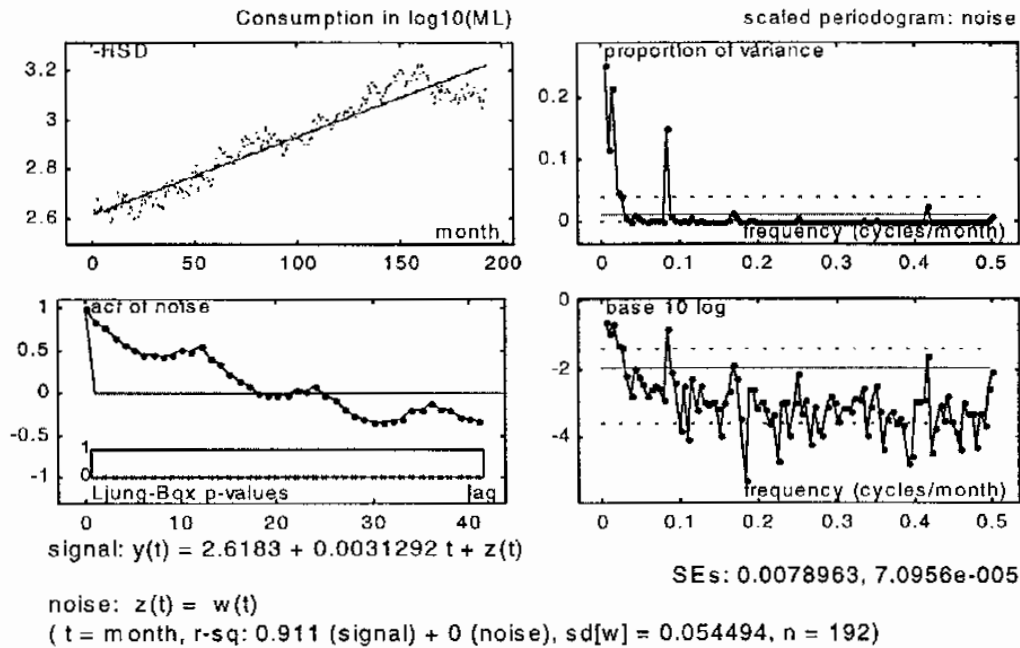 Consumption in log10(ML)
-RSD
3.2
3
2.8
2.6
month
0
50
100
150
200
scaled periodogram: noise
proportion of variance
0.2
0.1
0
frequency (cycles/month)
0
0.1
0.2
0.3
0.4
0.5
1
acf of noise
0.5
0
-0.5
1
0
-1
Ljung-Box p-values
lag
0
10
20
30
40
0
base 10 log
-2
-4
frequency (cycles/month)
0
0.1
0.2
0.3
0.4
0.5
signal: y(t) = 2.6183 + 0.0031292 t + z(t)
SEs: 0.0078963, 7.0956e-005
noise: z(t) = w(t)
( t = month, r-sq: 0.911 (signal) + 0 (noise), sd[w] = 0.054494, n = 192)